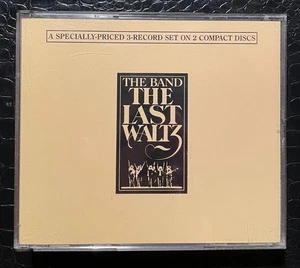 A SPECIALLY-PRICED 3-RECORD SET ON 2 COMPACT DISCS
THE BAND
THE
LAST
WALTZ